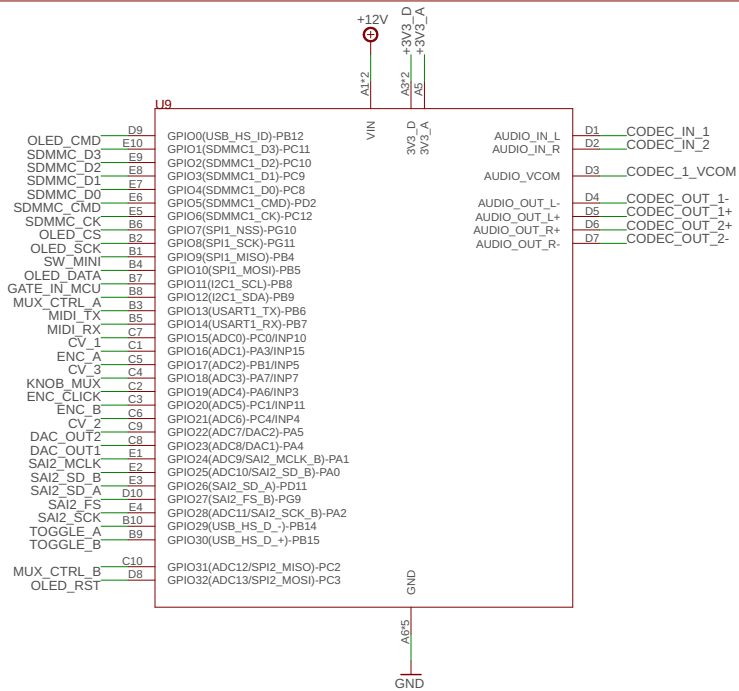 +12V
+3V3_D
+3V3_A
A1*2
A3*2
A5
U9
VIN
3V3_D
3V3_A
OLED_CMD D9 GPIO0(USB_HS_ID)-PB12
SDMMC_D3 E10 GPIO1(SDMMC1_D3)-PC11
SDMMC_D2 E9 GPIO2(SDMMC1_D2)-PC10
SDMMC_D1 E8 GPIO3(SDMMC1_D1)-PC9
SDMMC_D0 E7 GPIO4(SDMMC1_D0)-PC8
SDMMC_CMD E6 GPIO5(SDMMC1_CMD)-PD2
SDMMC_CK E5 GPIO6(SDMMC1_CK)-PC12
OLED_CS B6 GPIO7(SPI1_NSS)-PG10
OLED_SCK B2 GPIO8(SPI1_SCK)-PG11
SW_MINI B1 GPIO9(SPI1_MISO)-PB4
OLED_DATA B4 GPIO10(SPI1_MOSI)-PB5
GATE_IN_MCU B7 GPIO11(I2C1_SCL)-PB8
MUX_CTRL_A B8 GPIO12(I2C1_SDA)-PB9
MIDI_TX B3 GPIO13(USART1_TX)-PB6
MIDI_RX B5 GPIO14(USART1_RX)-PB7
CV_1 C7 GPIO15(ADC0)-PC0/INP10
ENC_A C1 GPIO16(ADC1)-PA3/INP15
CV_3 C5 GPIO17(ADC2)-PB1/INP5
KNOB_MUX C4 GPIO18(ADC3)-PA7/INP7
ENC_CLICK C2 GPIO19(ADC4)-PA6/INP3
ENC_B C3 GPIO20(ADC5)-PC1/INP11
CV_2 C6 GPIO21(ADC6)-PC4/INP4
DAC_OUT2 C9 GPIO22(ADC7/DAC2)-PA5
DAC_OUT1 C8 GPIO23(ADC8/DAC1)-PA4
SAI2_MCLK E1 GPIO24(ADC9/SAI2_MCLK_B)-PA1
SAI2_SD_B E2 GPIO25(ADC10/SAI2_SD_B)-PA0
SAI2_SD_A E3 GPIO26(SAI2_SD_A)-PD11
SAI2_FS D10 GPIO27(SAI2_FS_B)-PG9
SAI2_SCK E4 GPIO28(ADC11/SAI2_SCK_B)-PA2
TOGGLE_A B10 GPIO29(USB_HS_D_-)-PB14
TOGGLE_B B9 GPIO30(USB_HS_D_+)-PB15
MUX_CTRL_B C10 GPIO31(ADC12/SPI2_MISO)-PC2
OLED_RST D8 GPIO32(ADC13/SPI2_MOSI)-PC3
AUDIO_IN_L D1 CODEC_IN_1
AUDIO_IN_R D2 CODEC_IN_2
AUDIO_VCOM D3 CODEC_1_VCOM
AUDIO_OUT_L- D4 CODEC_OUT_1-
AUDIO_OUT_L+ D5 CODEC_OUT_1+
AUDIO_OUT_R+ D6 CODEC_OUT_2+
AUDIO_OUT_R- D7 CODEC_OUT_2-
GND
A6*5
GND